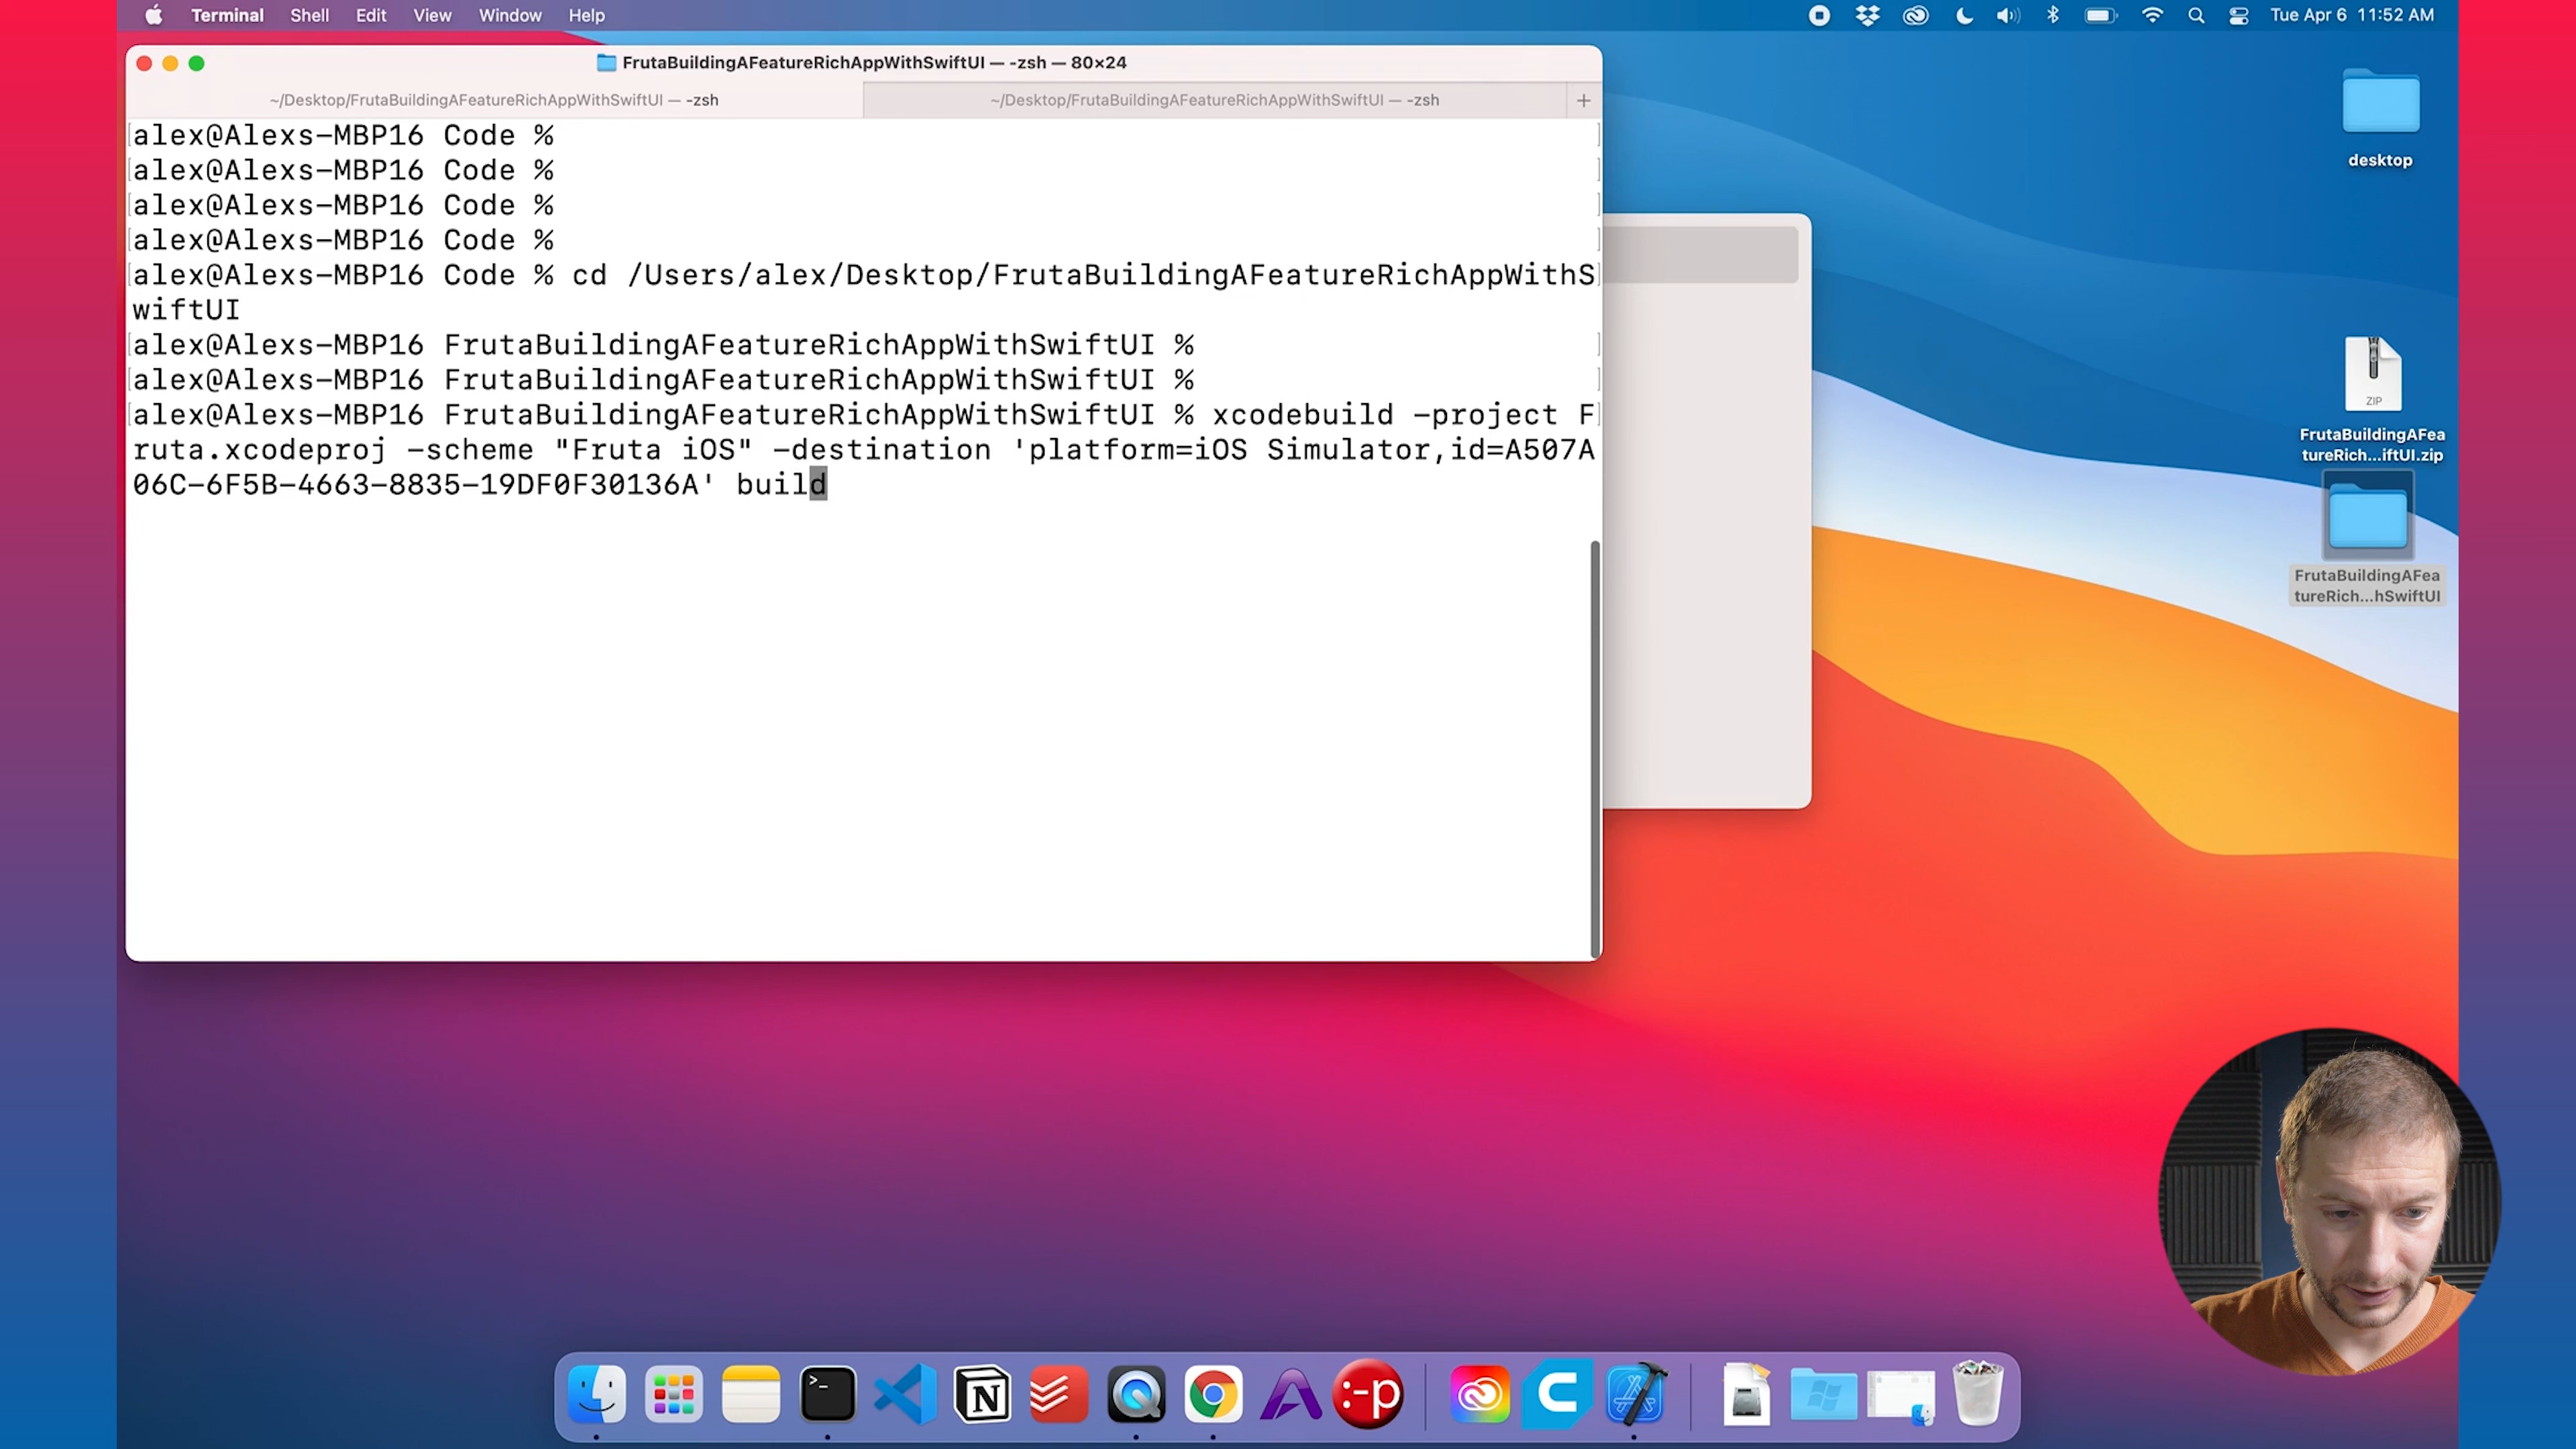 Terminal Shell Edit View Window Help Tue Apr 6 11:52 AM
FrutaBuildingAFeatureRichAppWithSwiftUI — -zsh — 80×24
~/Desktop/FrutaBuildingAFeatureRichAppWithSwiftUI — -zsh ~/Desktop/FrutaBuildingAFeatureRichAppWithSwiftUI — -zsh +
alex@Alexs-MBP16 Code %
alex@Alexs-MBP16 Code %
alex@Alexs-MBP16 Code %
alex@Alexs-MBP16 Code %
alex@Alexs-MBP16 Code % cd /Users/alex/Desktop/FrutaBuildingAFeatureRichAppWithS
wiftUI
alex@Alexs-MBP16 FrutaBuildingAFeatureRichAppWithSwiftUI %
alex@Alexs-MBP16 FrutaBuildingAFeatureRichAppWithSwiftUI %
alex@Alexs-MBP16 FrutaBuildingAFeatureRichAppWithSwiftUI % xcodebuild -project F
ruta.xcodeproj -scheme "Fruta iOS" -destination 'platform=iOS Simulator,id=A507A
06C-6F5B-4663-8835-19DF0F30136A' build
desktop
ZIP
FrutaBuildingAFea
tureRich...iftUI.zip
FrutaBuildingAFea
tureRich...hSwiftUI
>_
N
:-p
C